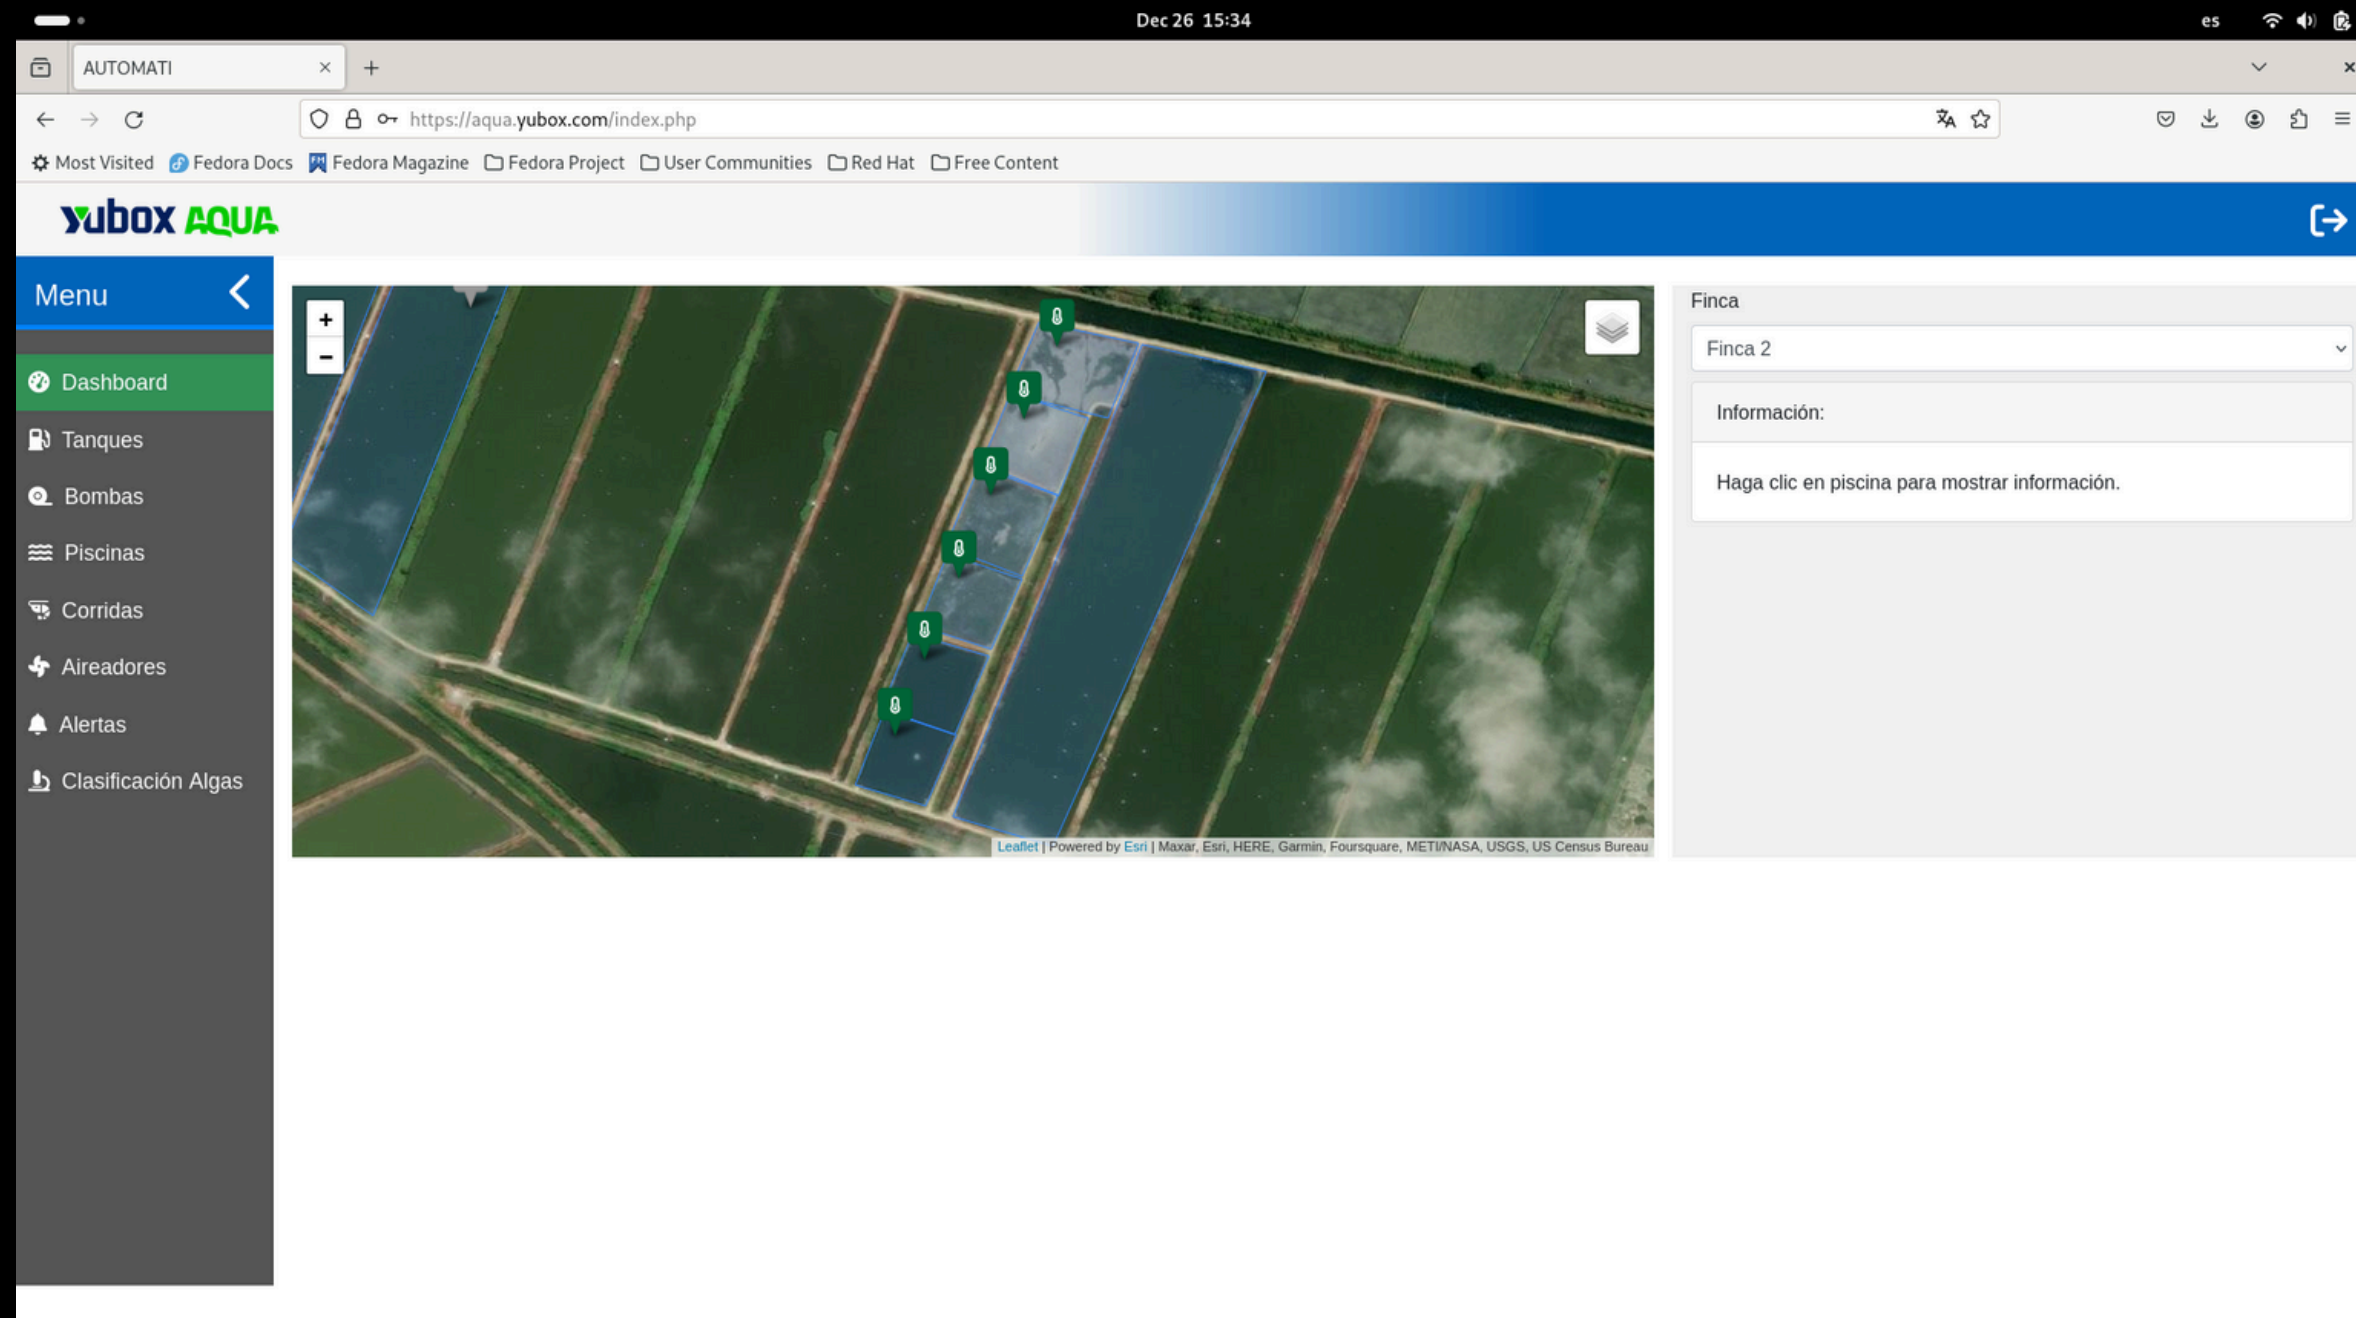 Dec 26 15:34
es
AUTOMATI
https://aqua.yubox.com/index.php
Most Visited Fedora Docs Fedora Magazine Fedora Project User Communities Red Hat Free Content
yubox AQUA
Menu
Dashboard
Tanques
Bombas
Piscinas
Corridas
Aireadores
Alertas
Clasificación Algas
+
−
Leaflet | Powered by Esri | Maxar, Esri, HERE, Garmin, Foursquare, METI/NASA, USGS, US Census Bureau
Finca
Finca 2
Información:
Haga clic en piscina para mostrar información.